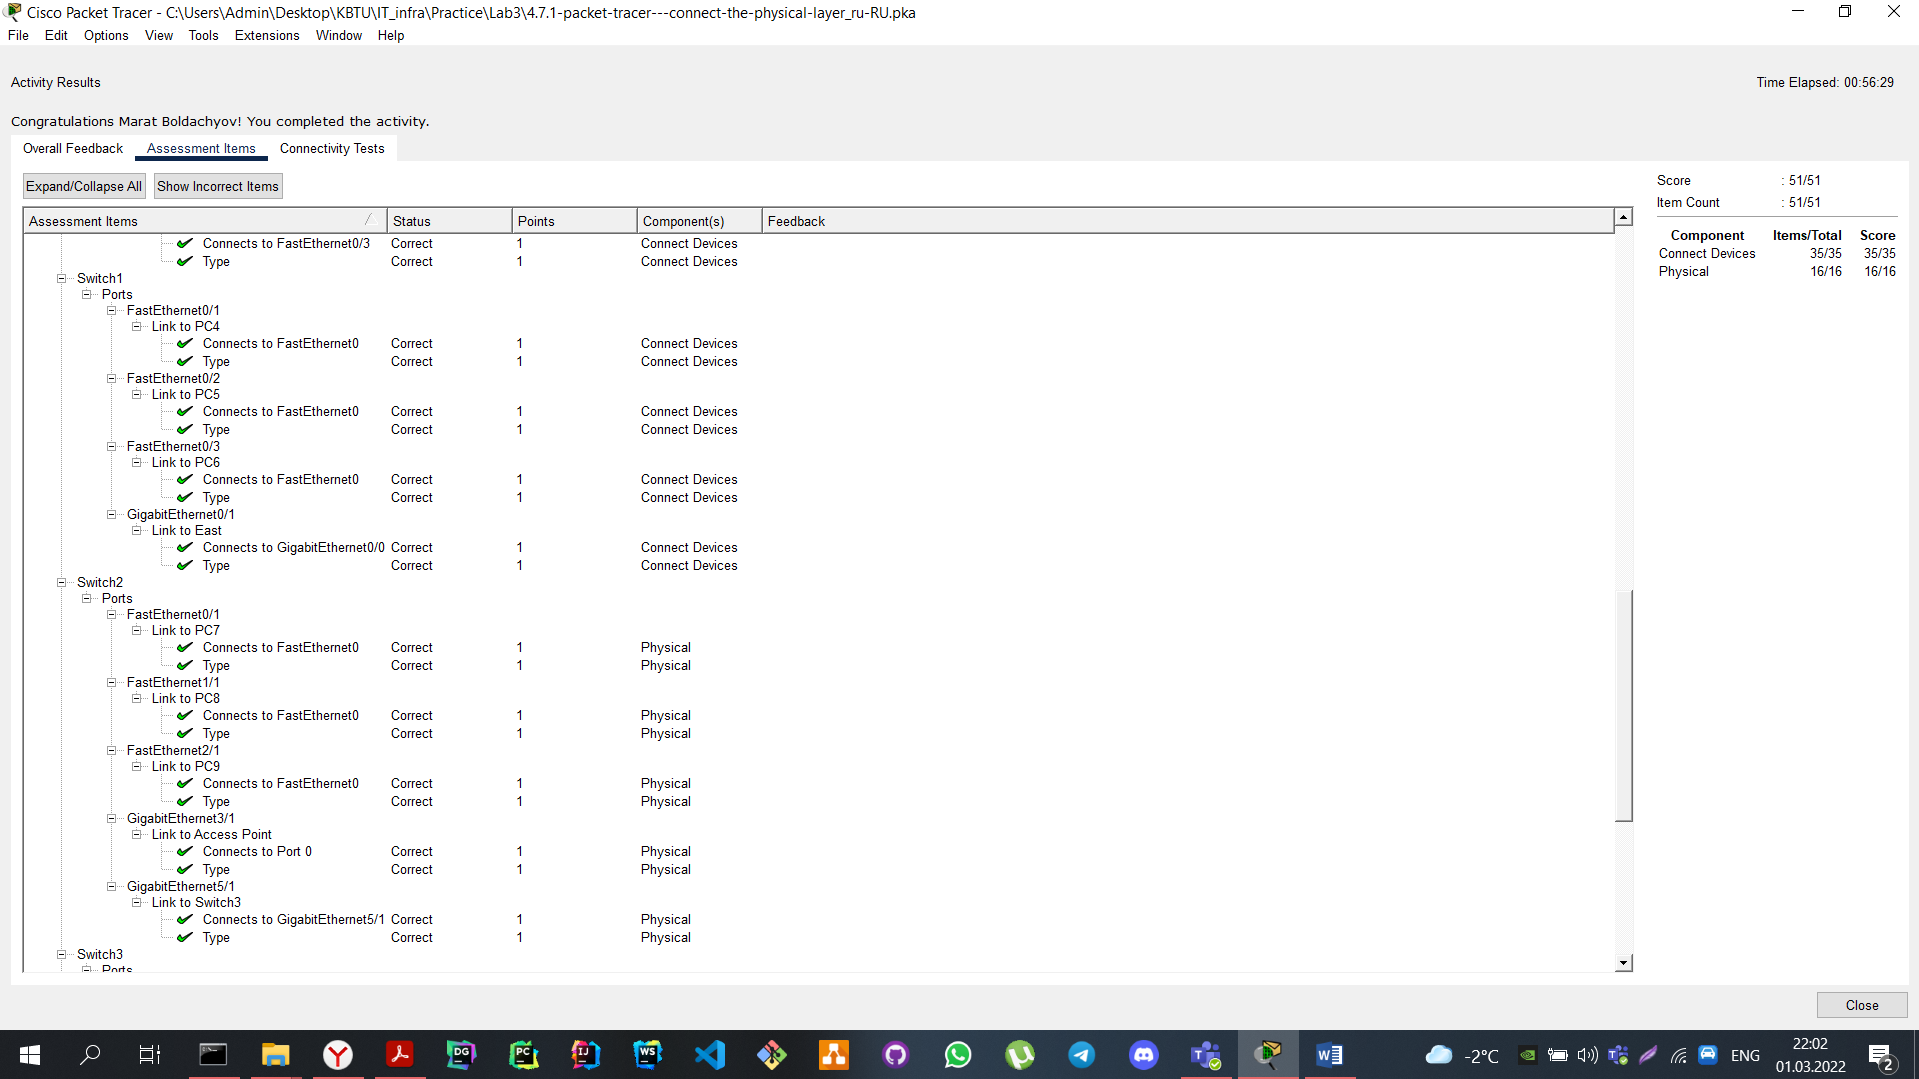 Cisco Packet Tracer - C:\Users\Admin\Desktop\KBTU\IT_infra\Practice\Lab3\4.7.1-packet-tracer---connect-the-physical-layer_ru-RU.pka
File Edit Options View Tools Extensions Window Help
Activity Results Time Elapsed: 00:56:29
Congratulations Marat Boldachyov! You completed the activity.
Overall Feedback Assessment Items Connectivity Tests
Expand/Collapse All Show Incorrect Items
Assessment Items Status Points Component(s) Feedback
Connects to FastEthernet0/3 Correct 1 Connect Devices
Type Correct 1 Connect Devices
Switch1
Ports
FastEthernet0/1
Link to PC4
Connects to FastEthernet0 Correct 1 Connect Devices
Type Correct 1 Connect Devices
FastEthernet0/2
Link to PC5
Connects to FastEthernet0 Correct 1 Connect Devices
Type Correct 1 Connect Devices
FastEthernet0/3
Link to PC6
Connects to FastEthernet0 Correct 1 Connect Devices
Type Correct 1 Connect Devices
GigabitEthernet0/1
Link to East
Connects to GigabitEthernet0/0 Correct 1 Connect Devices
Type Correct 1 Connect Devices
Switch2
Ports
FastEthernet0/1
Link to PC7
Connects to FastEthernet0 Correct 1 Physical
Type Correct 1 Physical
FastEthernet1/1
Link to PC8
Connects to FastEthernet0 Correct 1 Physical
Type Correct 1 Physical
FastEthernet2/1
Link to PC9
Connects to FastEthernet0 Correct 1 Physical
Type Correct 1 Physical
GigabitEthernet3/1
Link to Access Point
Connects to Port 0 Correct 1 Physical
Type Correct 1 Physical
GigabitEthernet5/1
Link to Switch3
Connects to GigabitEthernet5/1 Correct 1 Physical
Type Correct 1 Physical
Switch3
Ports
Score : 51/51
Item Count : 51/51
Component Items/Total Score
Connect Devices 35/35 35/35
Physical 16/16 16/16
Close
DG PC IJ WS
-2°C ENG 22:02
01.03.2022
2